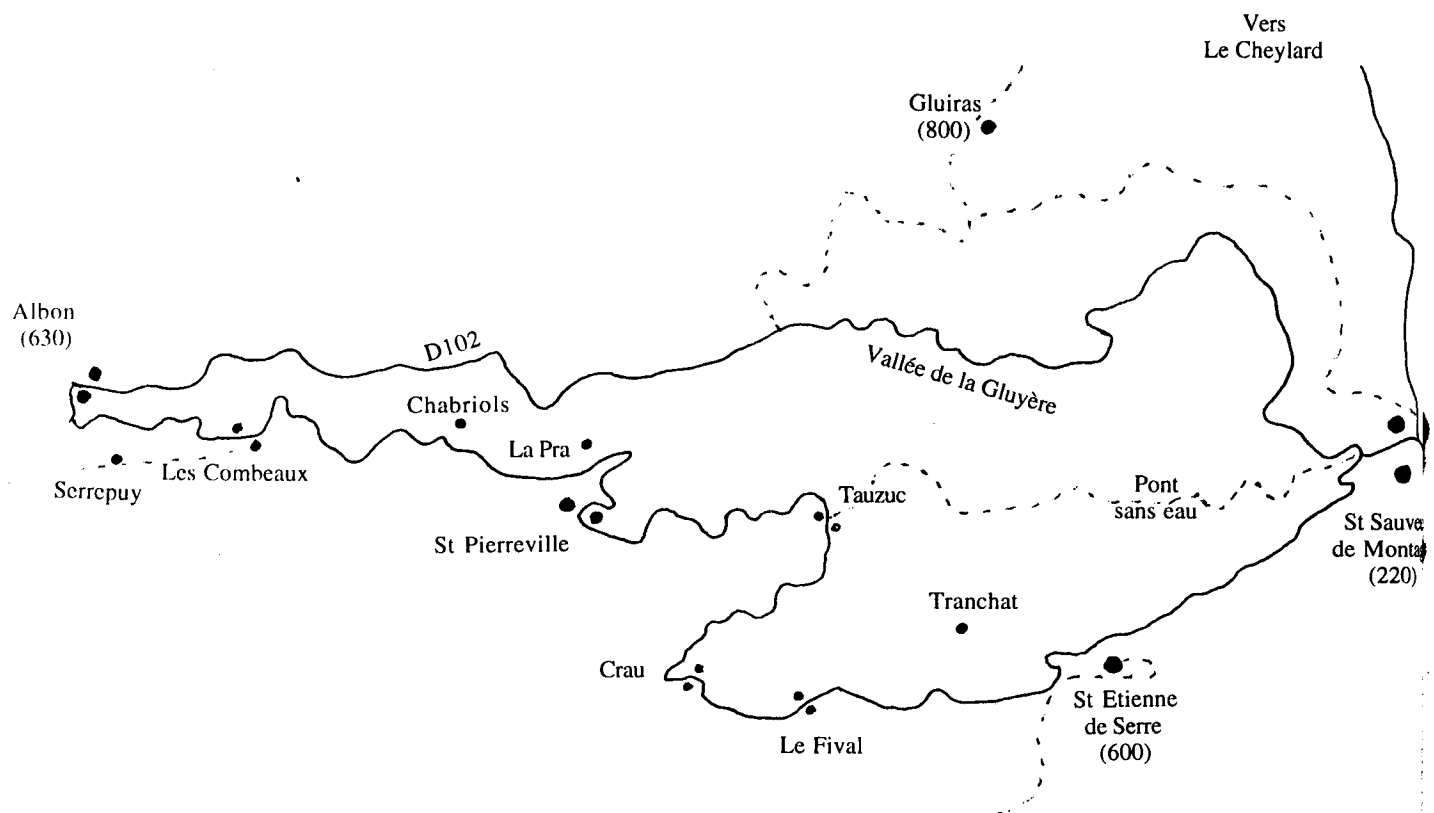 Vers
Le Cheylard
Gluiras
(800)
Albon
(630)
D102
Vallée de la Gluyère
Chabriols
La Pra
Serrepuy
Les Combeaux
Tauzuc
Pont
sans eau
St Pierreville
St Sauve
de Monta
(220)
Tranchat
Crau
St Etienne
de Serre
(600)
Le Fival